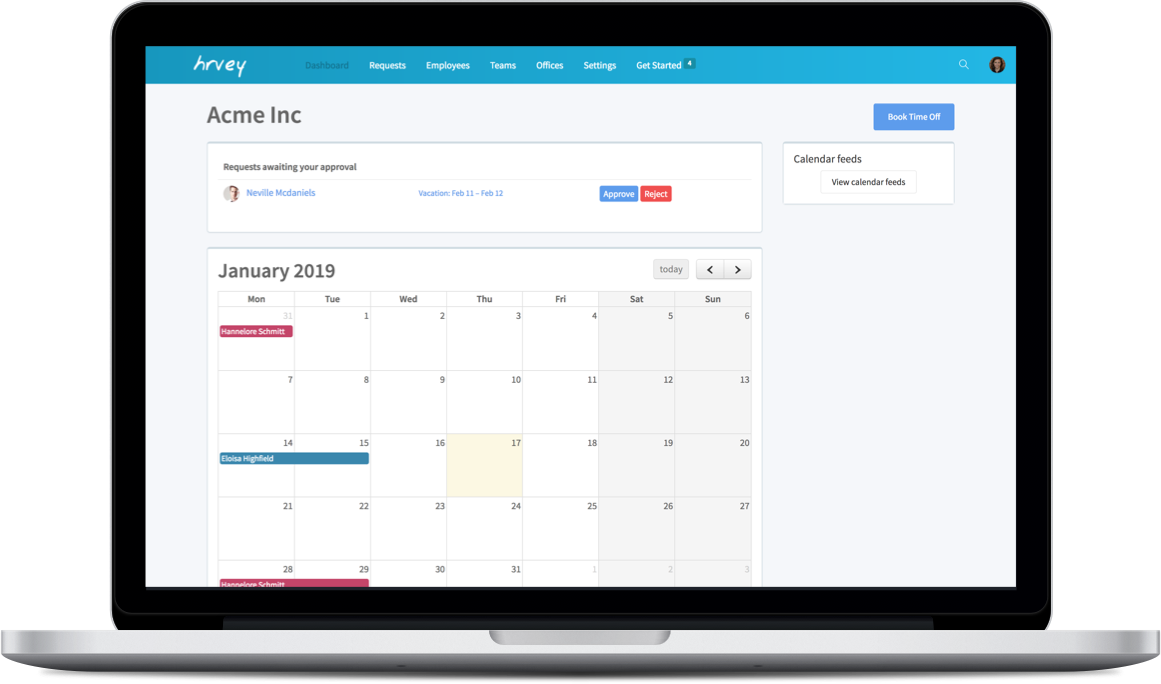 hrvey Dashboard Requests Employees Teams Offices Settings Get Started 4
Acme Inc
Book Time Off
Requests awaiting your approval
Neville Mcdaniels Vacation: Feb 11 – Feb 12 Approve Reject
Calendar feeds
View calendar feeds
January 2019
today
Mon Tue Wed Thu Fri Sat Sun
31 1 2 3 4 5 6
Hannelore Schmitt
7 8 9 10 11 12 13
14 15 16 17 18 19 20
Eloisa Highfield
21 22 23 24 25 26 27
28 29 30 31 1 2 3
Hannelore Schmitt